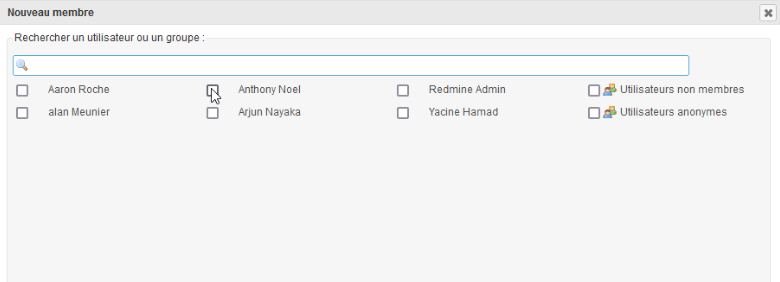 Nouveau membre
Rechercher un utilisateur ou un groupe :
Aaron Roche Anthony Noel Redmine Admin Utilisateurs non membres
alan Meunier Arjun Nayaka Yacine Hamad Utilisateurs anonymes